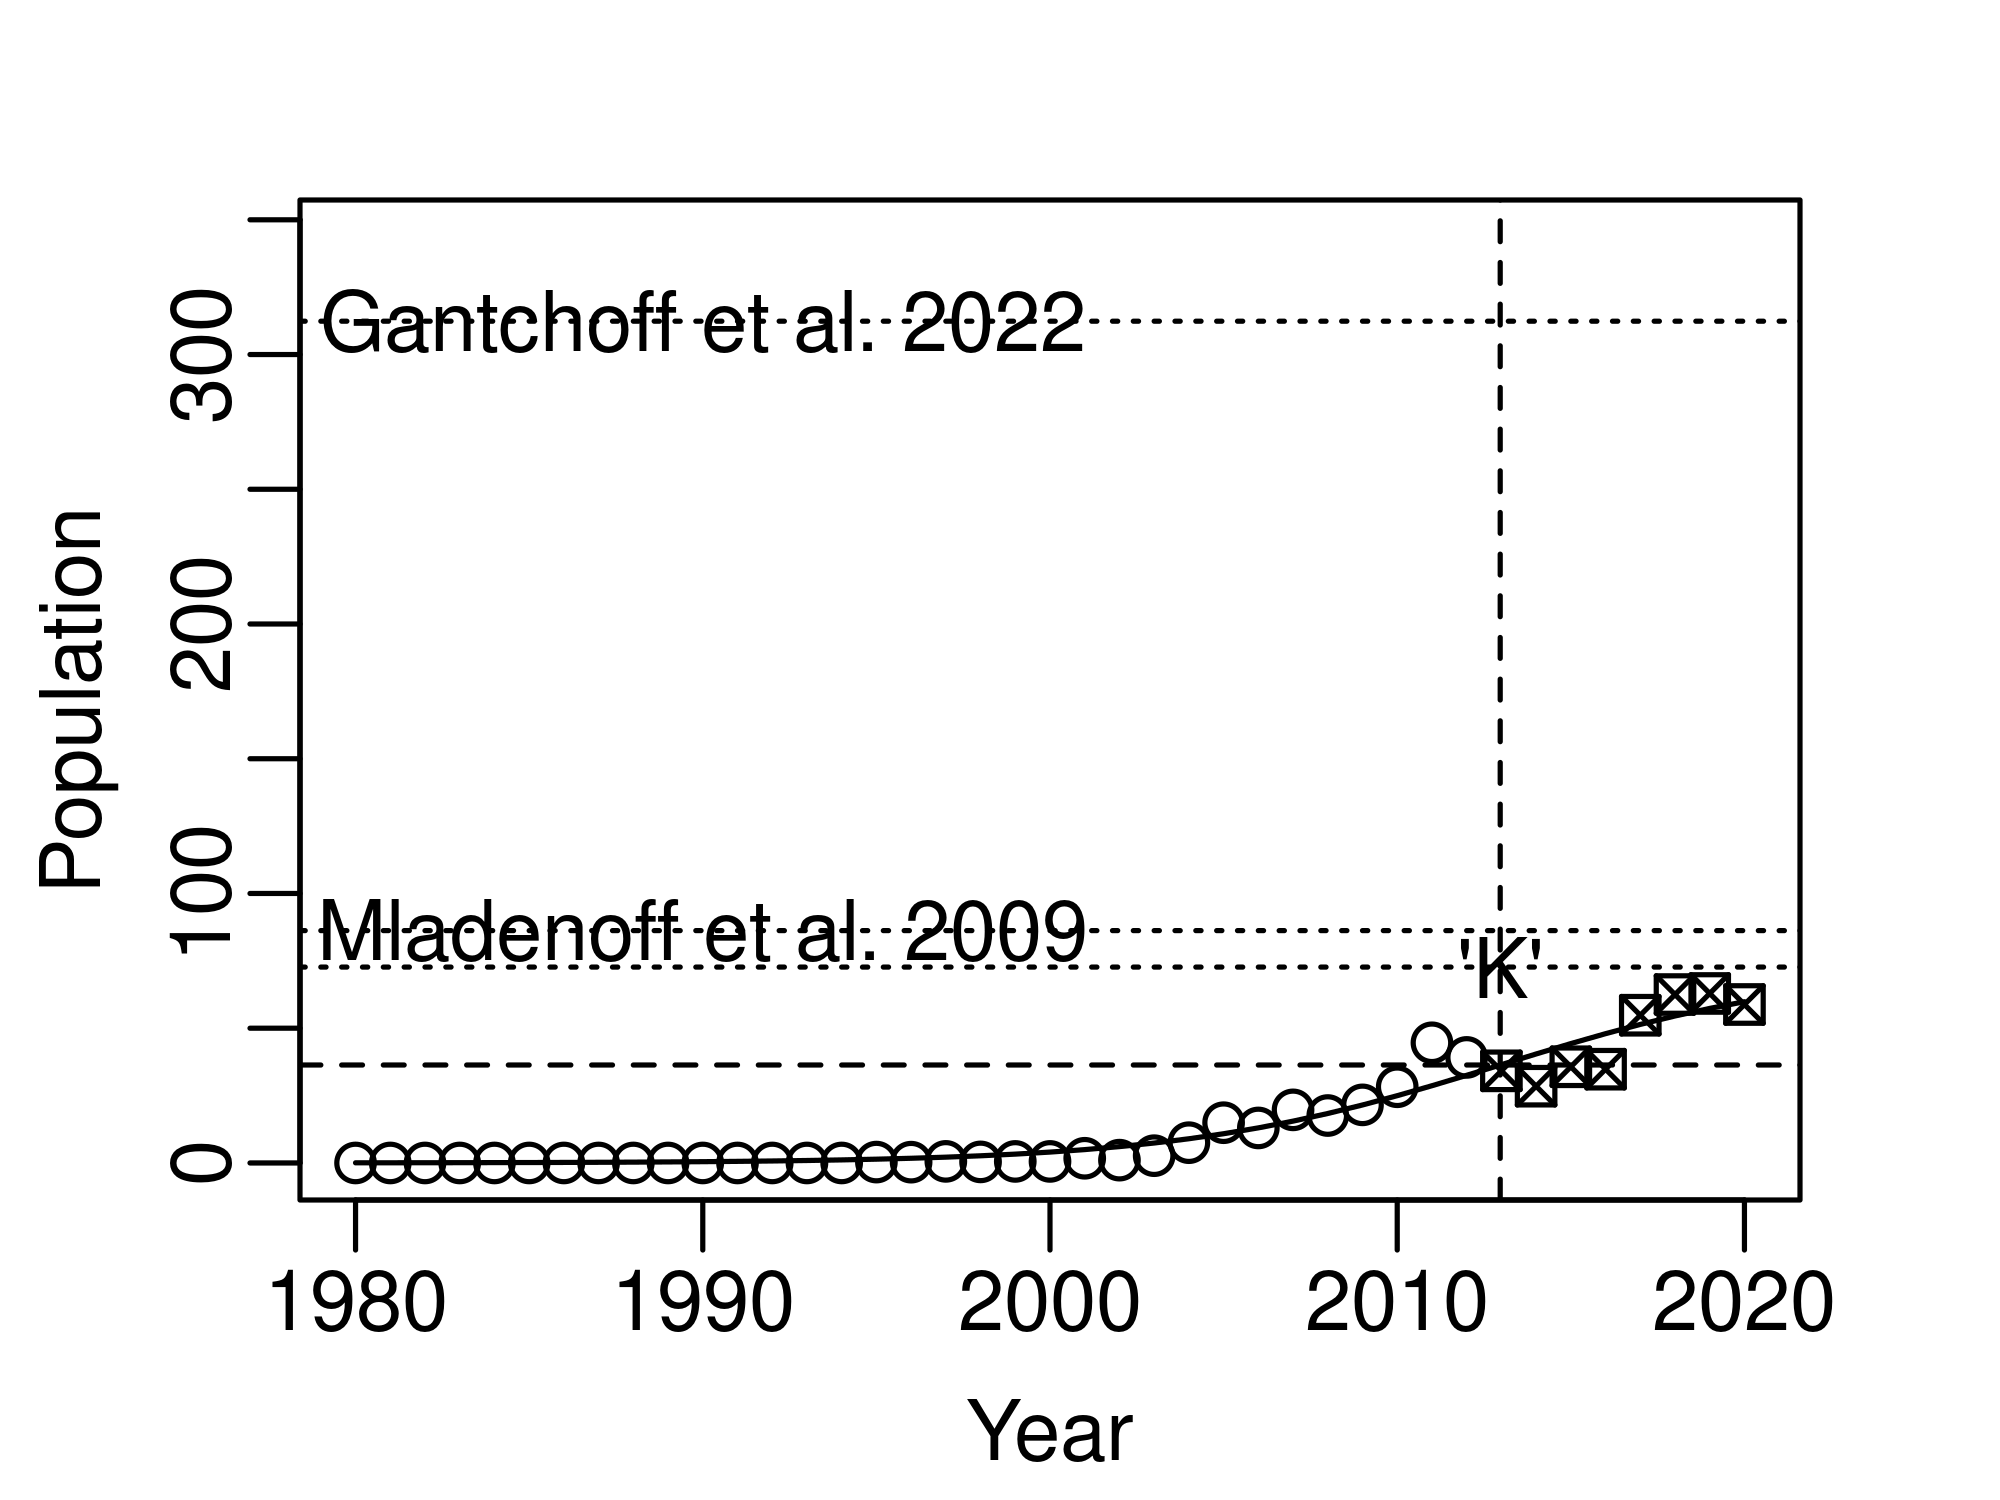 Gantchoff et al. 2022
Mladenoff et al. 2009
'K'
Population
300
200
100
0
1980 1990 2000 2010 2020
Year